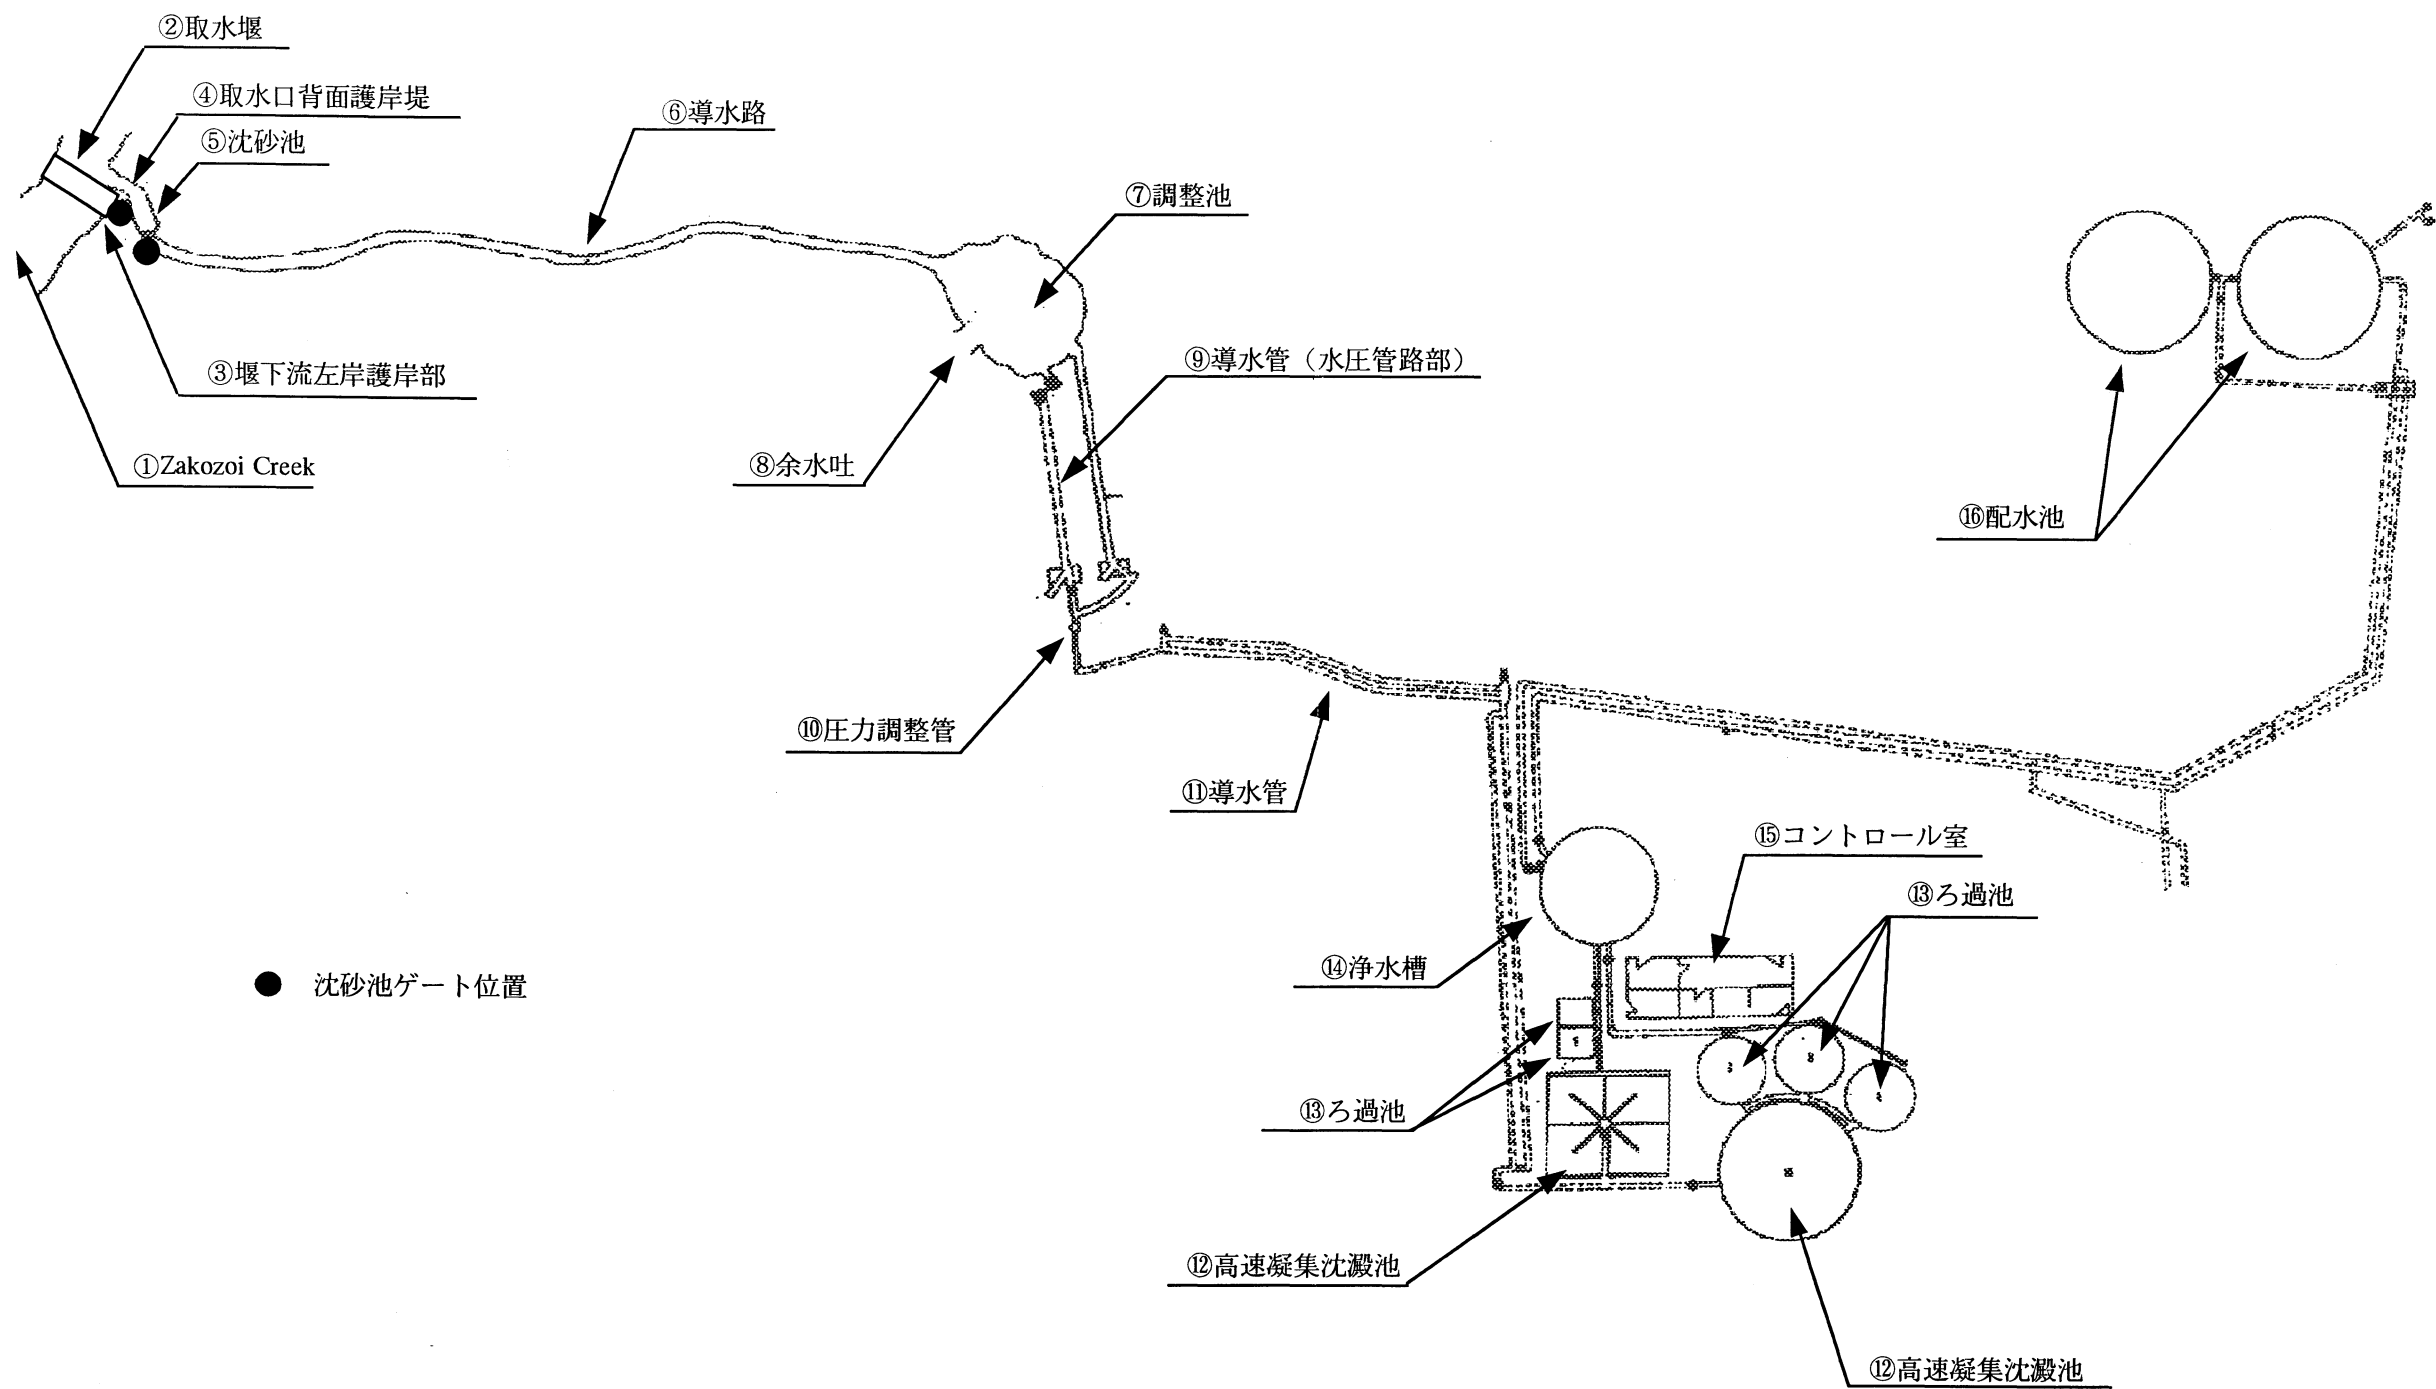 ②取水堰
④取水口背面護岸堤
⑤沈砂池
⑥導水路
⑦調整池
③堰下流左岸護岸部
①Zakozoi Creek
⑧余水吐
⑨導水管（水圧管路部）
⑯配水池
⑩圧力調整管
⑪導水管
⑮コントロール室
⑬ろ過池
⑭浄水槽
● 沈砂池ゲート位置
⑬ろ過池
⑫高速凝集沈澱池
⑫高速凝集沈澱池